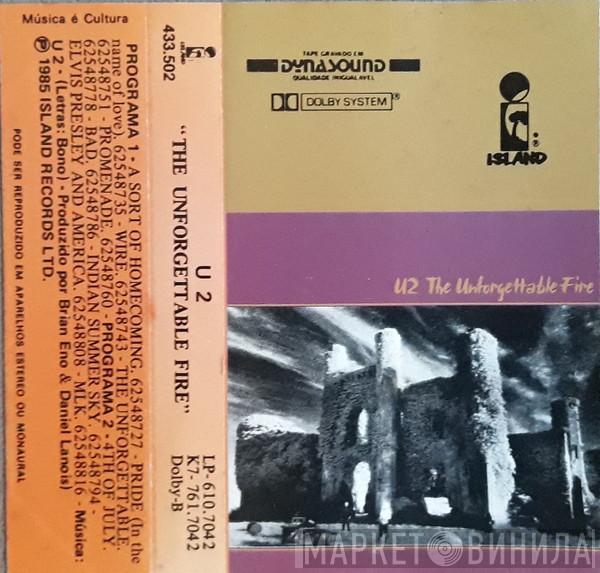 Música é Cultura
PROGRAMA 1 - A SORT OF HOMECOMING. 62548727 - PRIDE (In the
name of love). 62548735 - WIRE. 62548743 - THE UNFORGETTABLE.
62548751 - PROMENADE. 62548760 - PROGRAMA 2 - 4TH OF JULY.
62548778 - BAD. 62548786 - INDIAN SUMMER SKY. 62548794 -
ELVIS PRESLEY AND AMERICA. 62548808 - MLK. 62548816 - Música:
U 2 - (Letras: Bono) - Produzido por Brian Eno & Daniel Lanois)
℗ 1985 ISLAND RECORDS LTD.
PODE SER REPRODUZIDO EM APARELHOS ESTEREO OU MONAURAL
433.502
ISLAND
U 2
"THE UNFORGETTABLE FIRE"
LP- 610.7042
K7- 761.7042
Dolby-B
TAPE GRAVADO EM
DYNASOUND
QUALIDADE INIGUALAVEL
DOLBY SYSTEM®
ISLAND®
U2 The Unforgettable Fire
МАРКЕТ ВИНИЛА